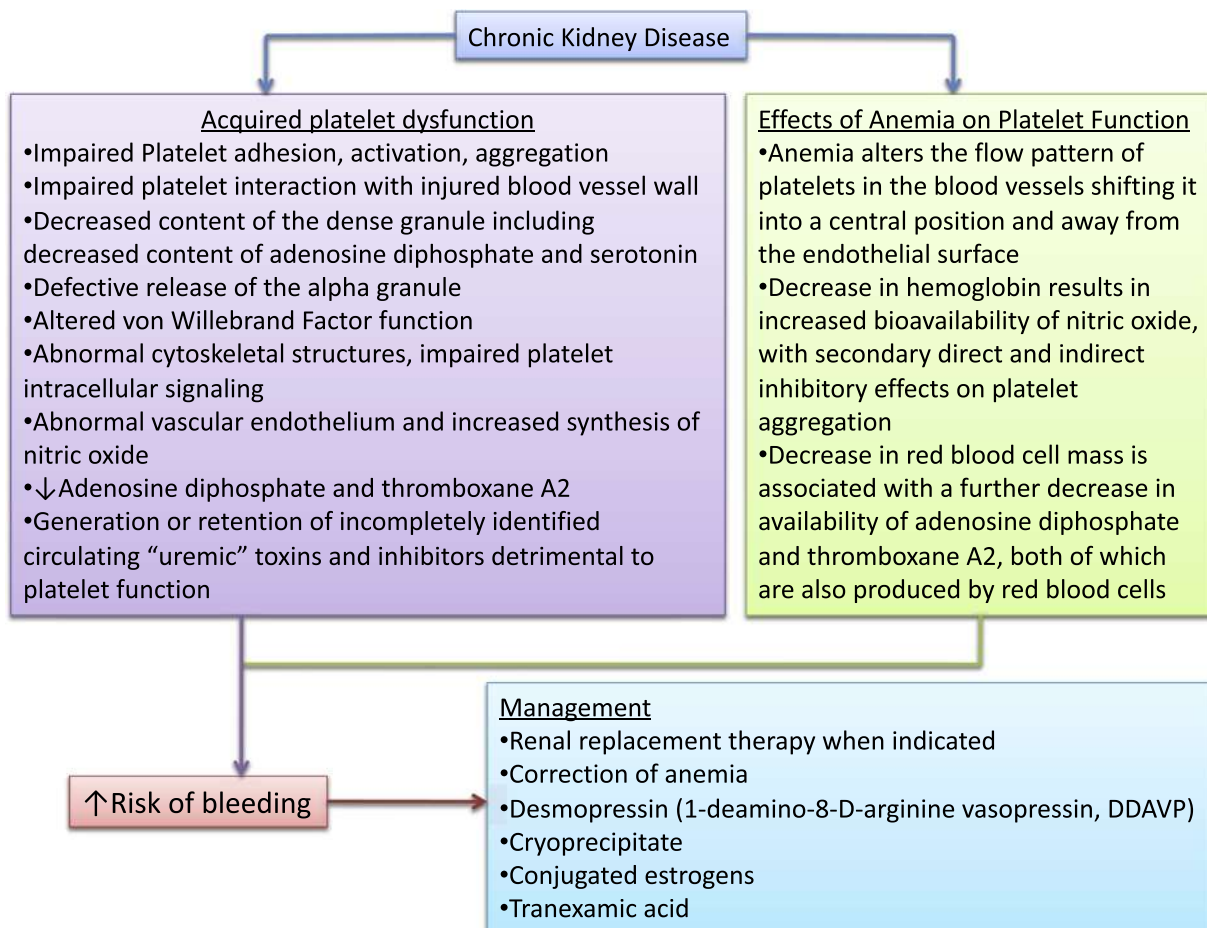 Chronic Kidney Disease
Acquired platelet dysfunction
•Impaired Platelet adhesion, activation, aggregation
•Impaired platelet interaction with injured blood vessel wall
•Decreased content of the dense granule including
decreased content of adenosine diphosphate and serotonin
•Defective release of the alpha granule
•Altered von Willebrand Factor function
•Abnormal cytoskeletal structures, impaired platelet
intracellular signaling
•Abnormal vascular endothelium and increased synthesis of
nitric oxide
•↓Adenosine diphosphate and thromboxane A2
•Generation or retention of incompletely identified
circulating “uremic” toxins and inhibitors detrimental to
platelet function
Effects of Anemia on Platelet Function
•Anemia alters the flow pattern of
platelets in the blood vessels shifting it
into a central position and away from
the endothelial surface
•Decrease in hemoglobin results in
increased bioavailability of nitric oxide,
with secondary direct and indirect
inhibitory effects on platelet
aggregation
•Decrease in red blood cell mass is
associated with a further decrease in
availability of adenosine diphosphate
and thromboxane A2, both of which
are also produced by red blood cells
↑Risk of bleeding
Management
•Renal replacement therapy when indicated
•Correction of anemia
•Desmopressin (1-deamino-8-D-arginine vasopressin, DDAVP)
•Cryoprecipitate
•Conjugated estrogens
•Tranexamic acid